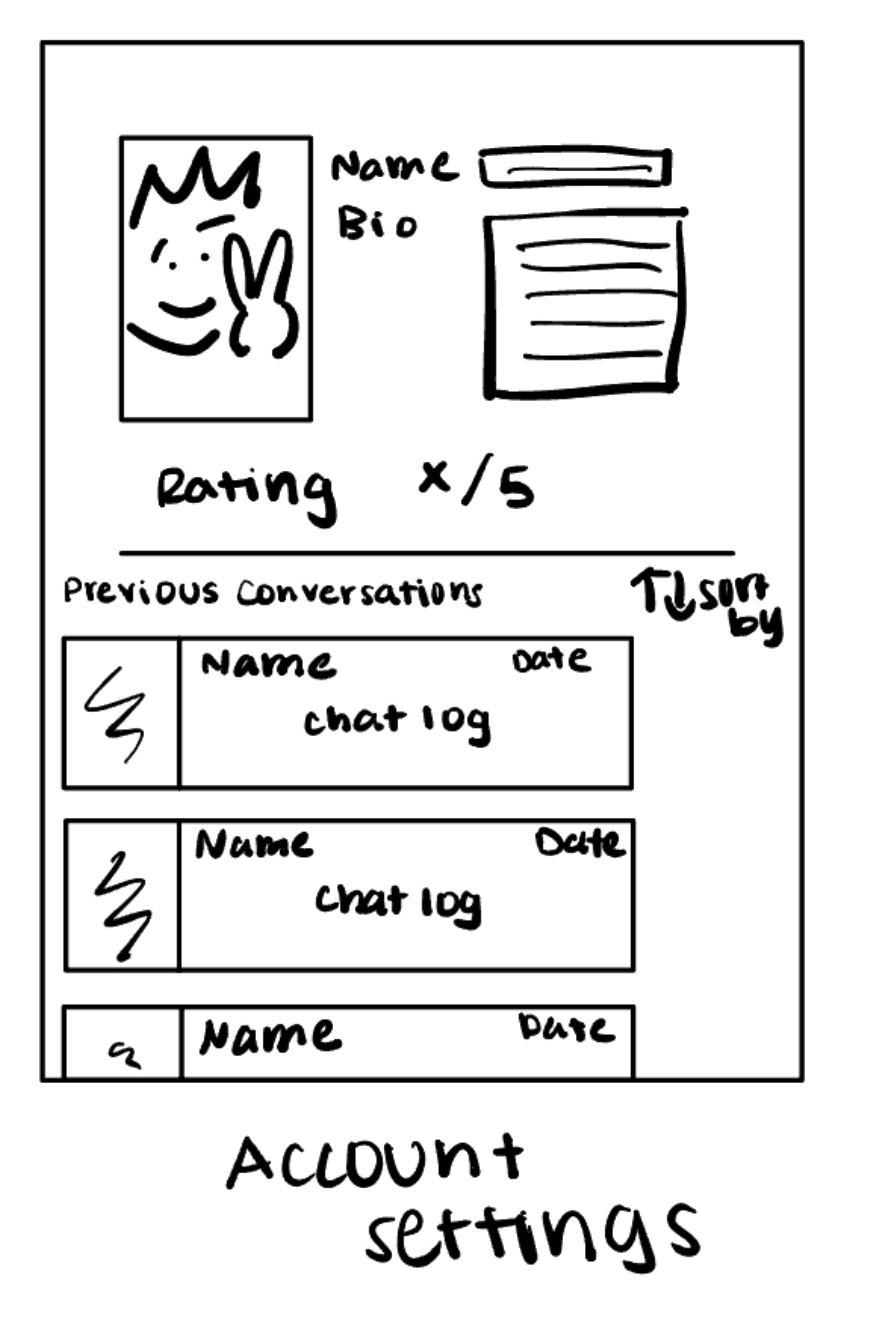 Name
Bio
Rating x/5
Previous Conversations
sort
by
Name Date
chat log
Name Date
chat log
Name Date
Account
settings